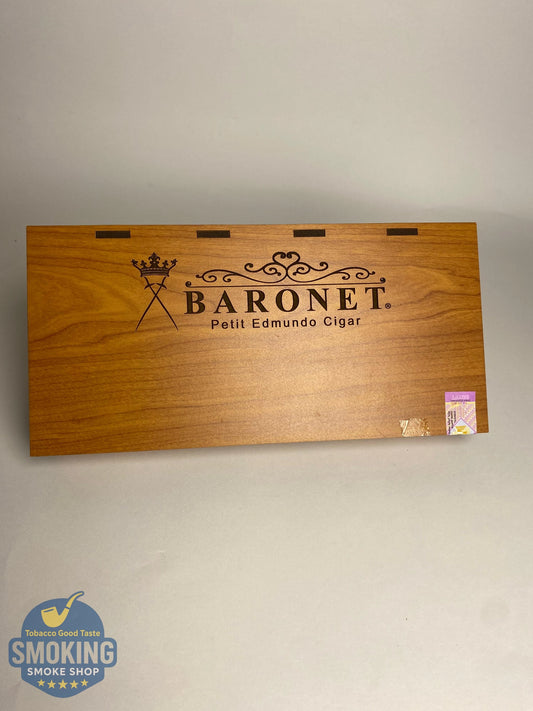 BARONET®
Petit Edmundo Cigar
Tobacco Good Taste
SMOKING
SMOKE SHOP